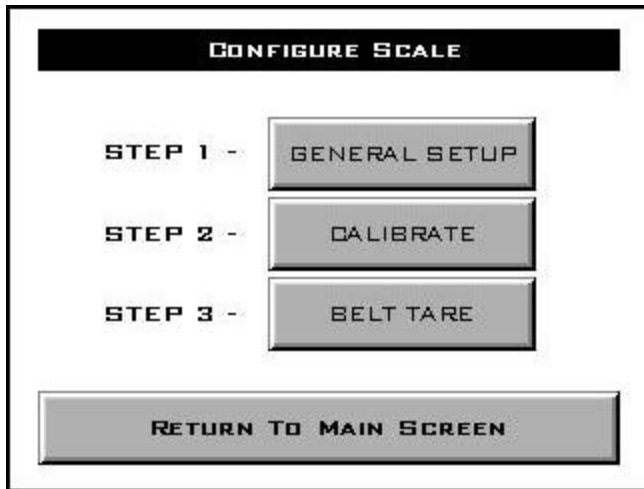 CONFIGURE SCALE
STEP 1 - GENERAL SETUP
STEP 2 - CALIBRATE
STEP 3 - BELT TARE
RETURN TO MAIN SCREEN